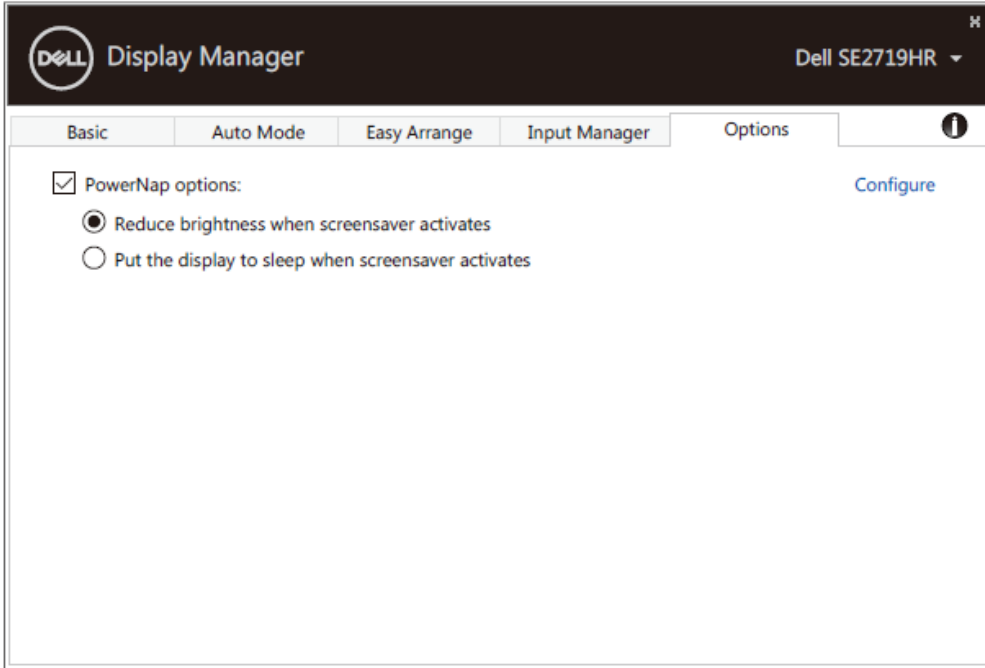 DELL Display Manager
Dell SE2719HR
Basic Auto Mode Easy Arrange Input Manager Options
PowerNap options: Configure
Reduce brightness when screensaver activates
Put the display to sleep when screensaver activates